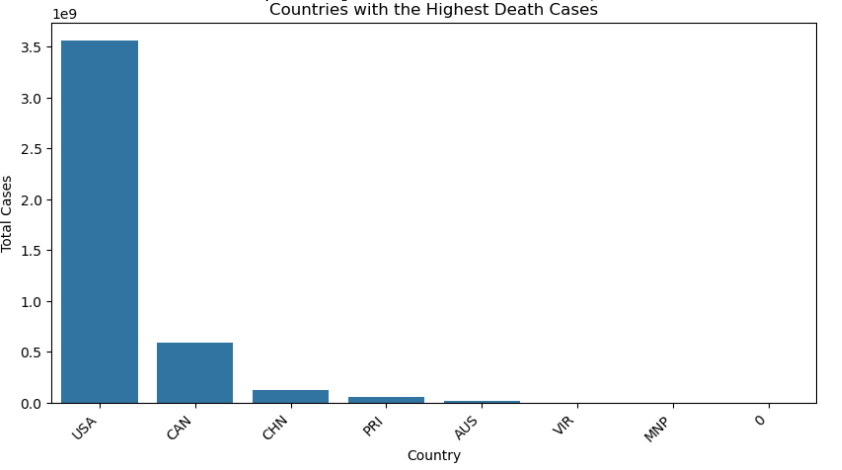 Countries with the Highest Death Cases
1e9
3.5
3.0
2.5
2.0
1.5
1.0
0.5
0.0
Total Cases
USA
CAN
CHN
PRI
AUS
VIR
MNP
0
Country